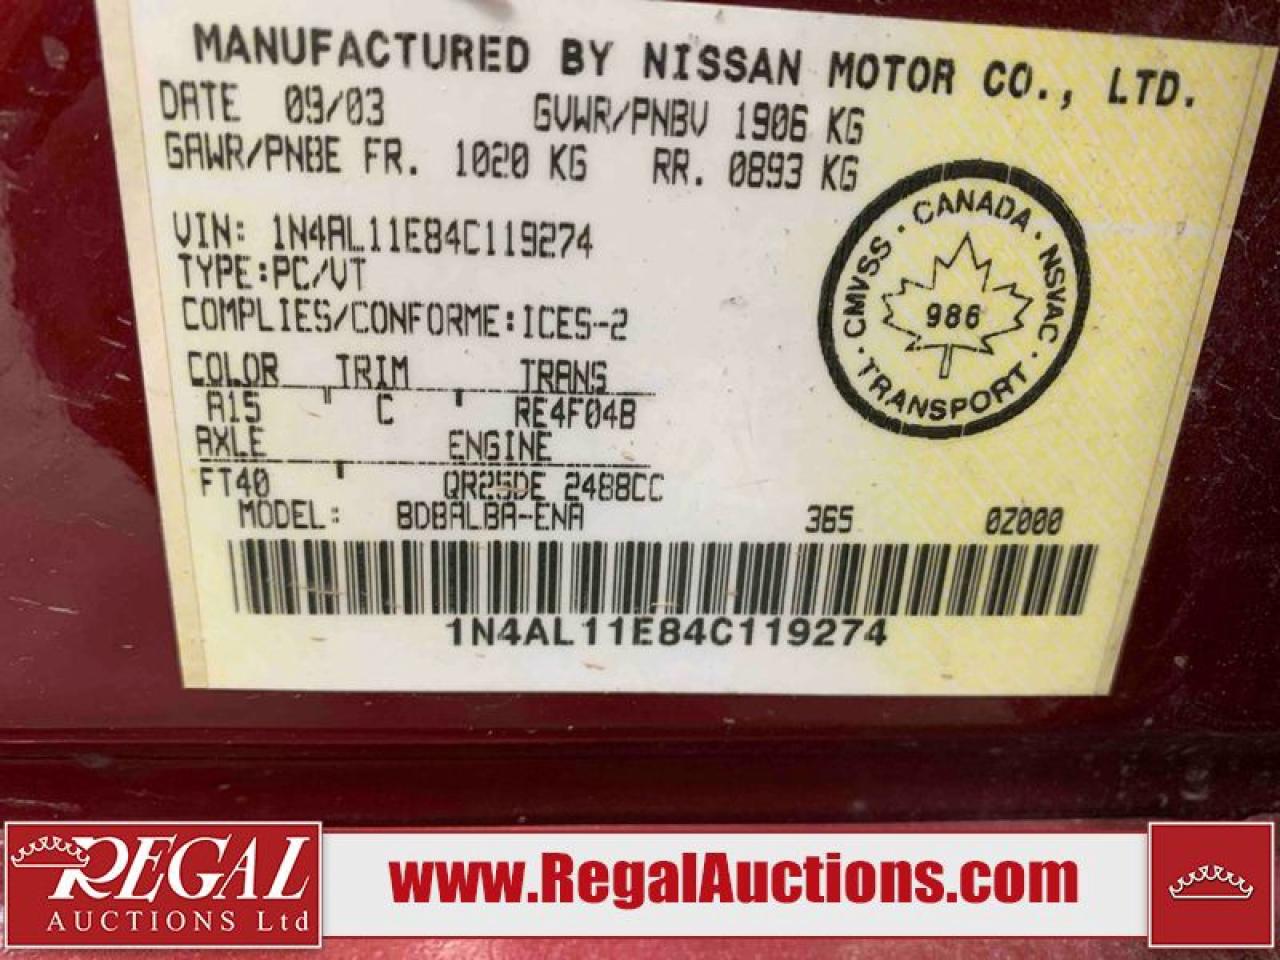 MANUFACTURED BY NISSAN MOTOR CO., LTD.
DATE 09/03 GVWR/PNBV 1906 KG
GAWR/PNBE FR. 1020 KG RR. 0893 KG
VIN: 1N4AL11E84C119274
TYPE:PC/VT
COMPLIES/CONFORME:ICES-2
COLOR TRIM TRANS
A15 C RE4F04B
AXLE ENGINE
FT40 QR25DE 2488CC
MODEL: BDBALBA-ENA 365 0Z000
1N4AL11E84C119274
CANADA · NSVAC · TRANSPORT · CMVSS ·
986
REGAL
AUCTIONS Ltd
www.RegalAuctions.com